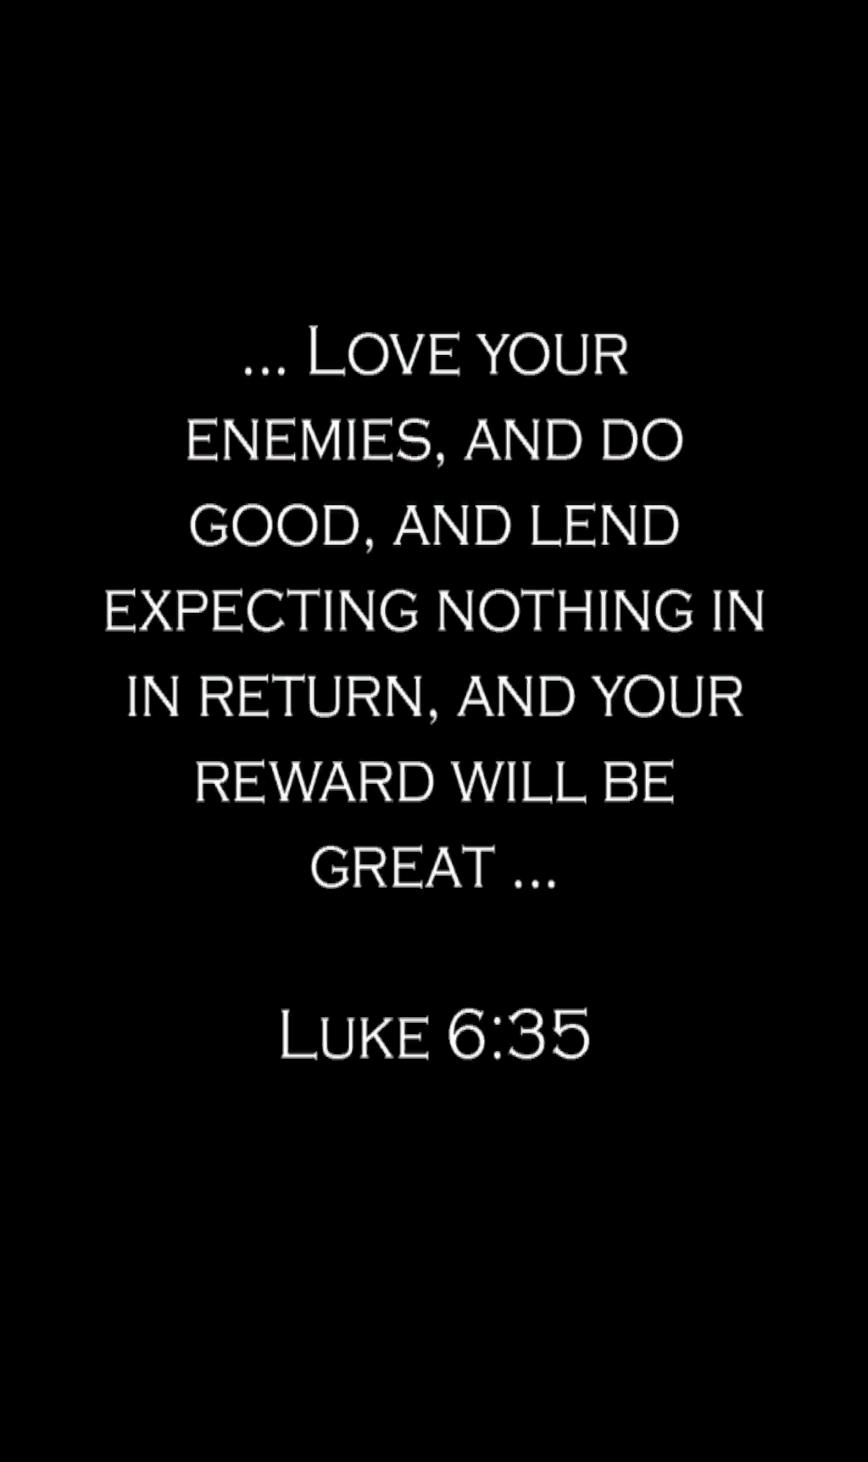 ... Love your
enemies, and do
good, and lend
expecting nothing in
in return, and your
reward will be
great ...
Luke 6:35